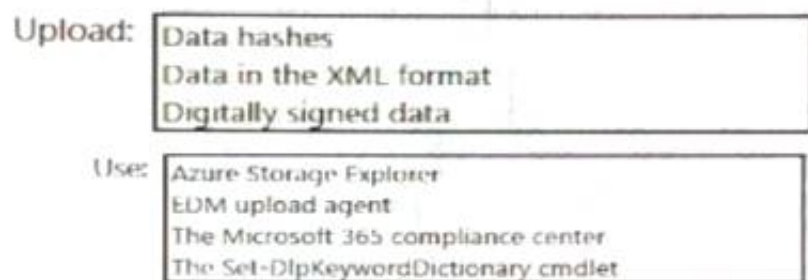 Upload:
Data hashes
Data in the XML format
Digitally signed data
Use:
Azure Storage Explorer
EDM upload agent
The Microsoft 365 compliance center
The Set-DlpKeywordDictionary cmdlet